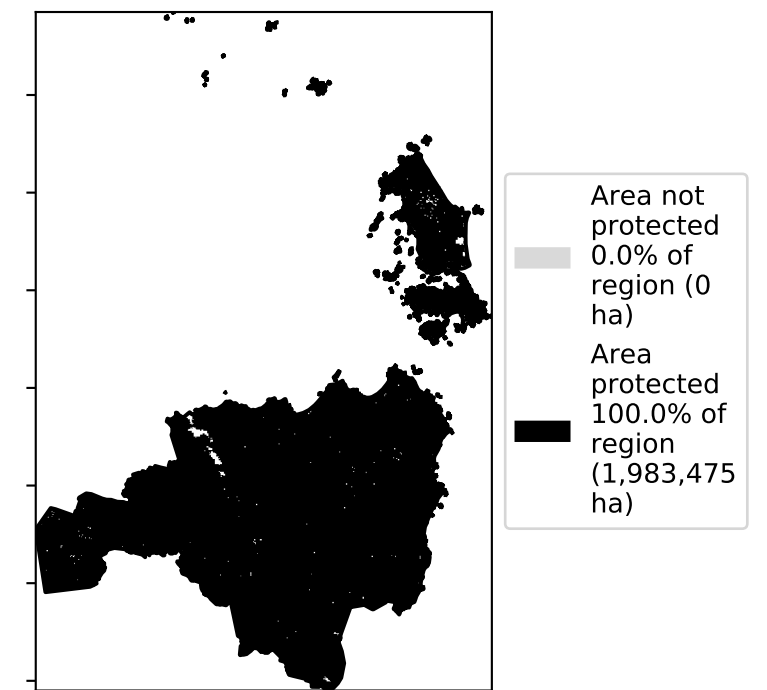 Area not
protected
0.0% of
region (0
ha)
Area
protected
100.0% of
region
(1,983,475
ha)